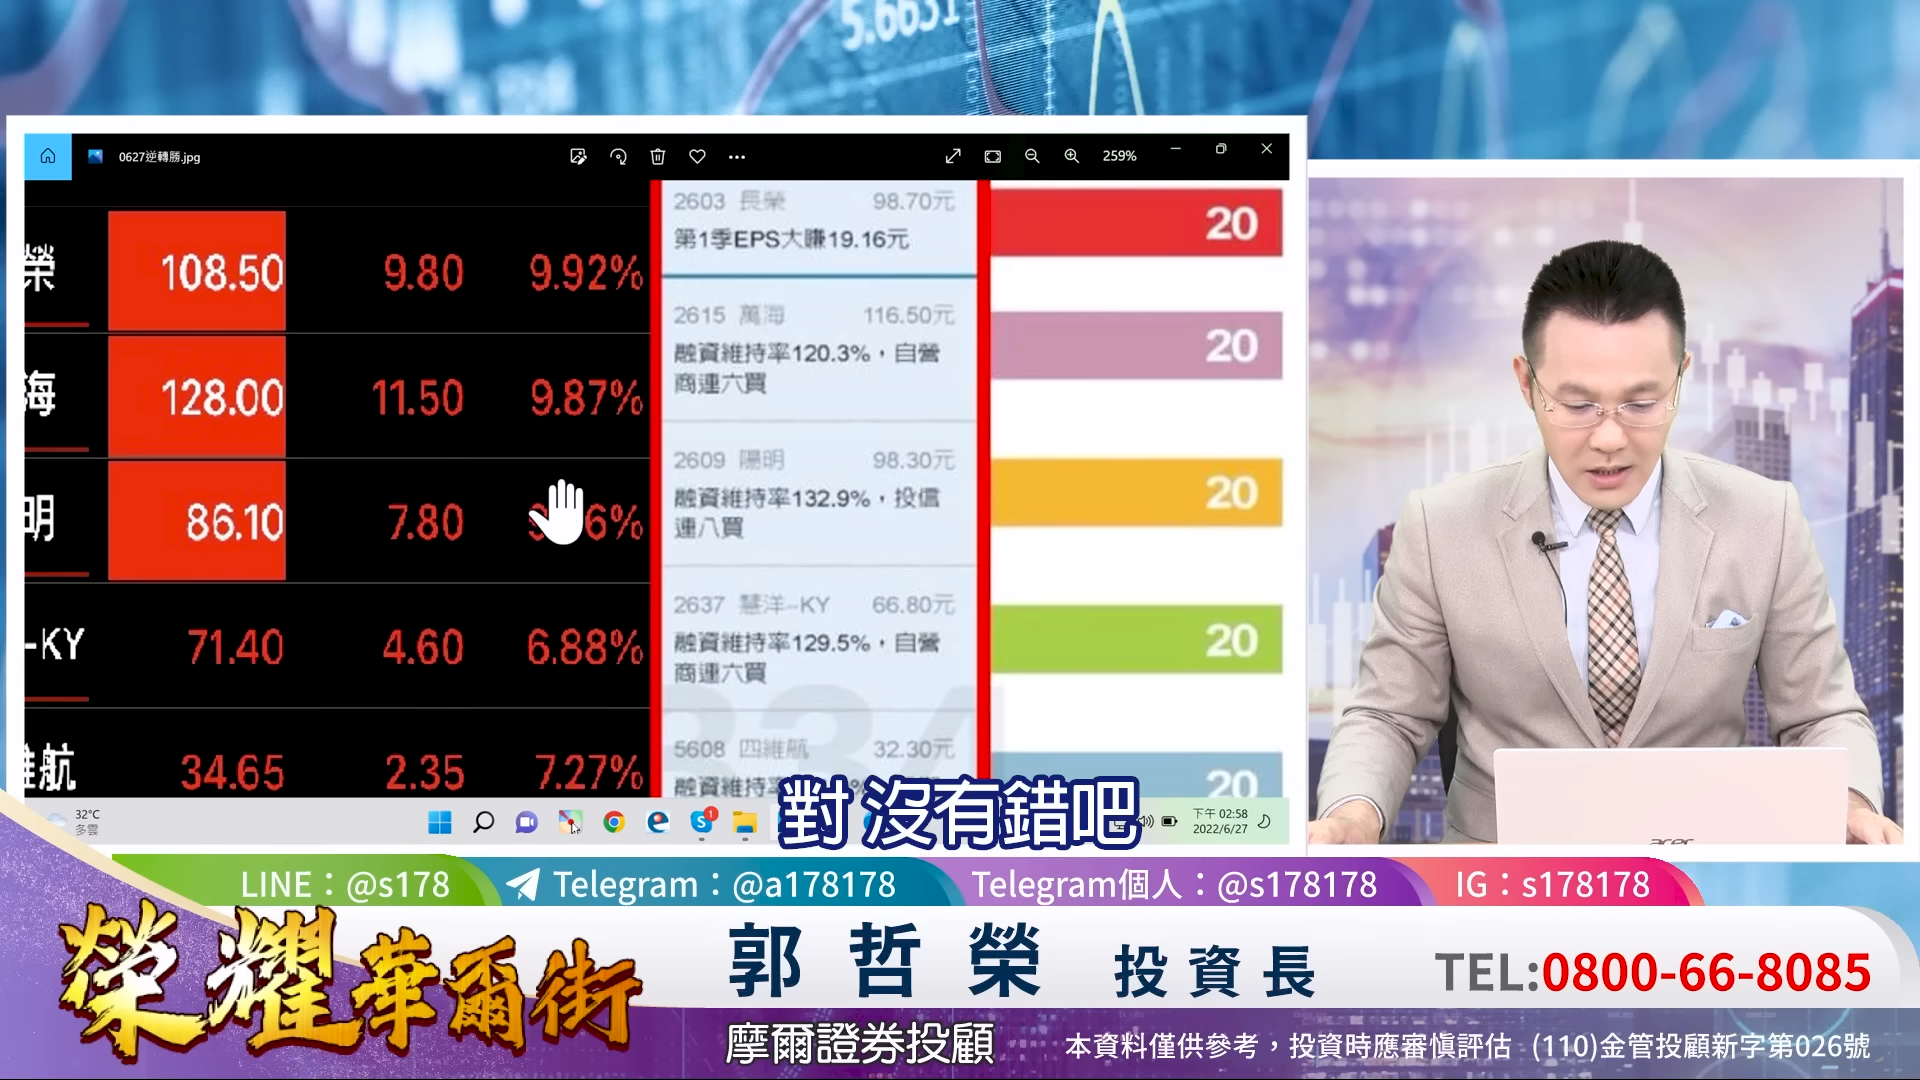 5.6631
0627逆轉勝.jpg
259%
榮 108.50 9.80 9.92%
海 128.00 11.50 9.87%
明 86.10 7.80 6%
-KY 71.40 4.60 6.88%
維航 34.65 2.35 7.27%
2603 長榮 98.70元
第1季EPS大賺19.16元
2615 萬海 116.50元
融資維持率120.3%,自營
商連六買
2609 陽明 98.30元
融資維持率132.9%,投信
連八買
2637 慧洋-KY 66.80元
融資維持率129.5%,自營
商連六買
5608 四維航 32.30元
融資維持率
20
20
20
20
20
對 沒有錯吧
32°C
多雲
1
下午 02:58
2022/6/27
acer
LINE:@s178
Telegram:@a178178
Telegram個人:@s178178
IG:s178178
榮耀華爾街
郭哲榮 投資長
TEL:0800-66-8085
摩爾證券投顧
本資料僅供參考,投資時應審慎評估 (110)金管投顧新字第026號